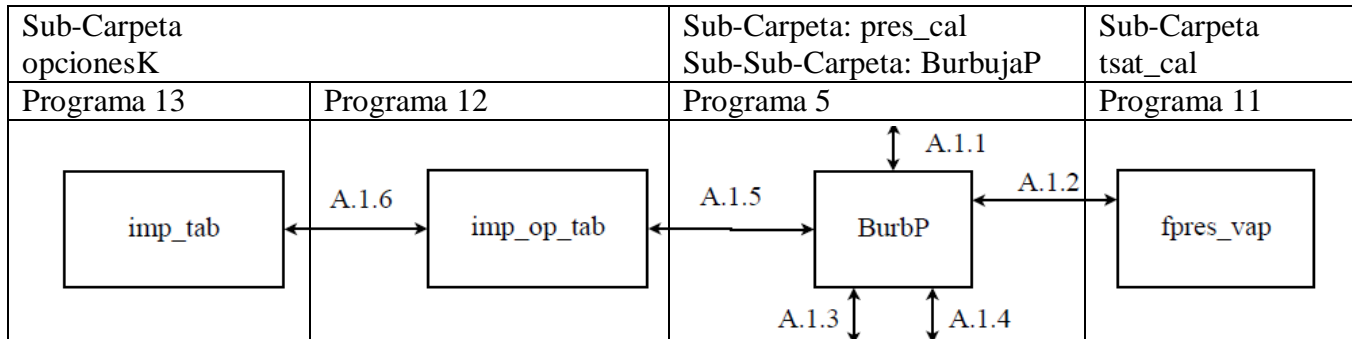 Sub-Carpeta
opcionesK
Sub-Carpeta: pres_cal
Sub-Sub-Carpeta: BurbujaP
Sub-Carpeta
tsat_cal
Programa 13
Programa 12
Programa 5
Programa 11
A.1.1
imp_tab
A.1.6
imp_op_tab
A.1.5
BurbP
A.1.2
fpres_vap
A.1.3
A.1.4